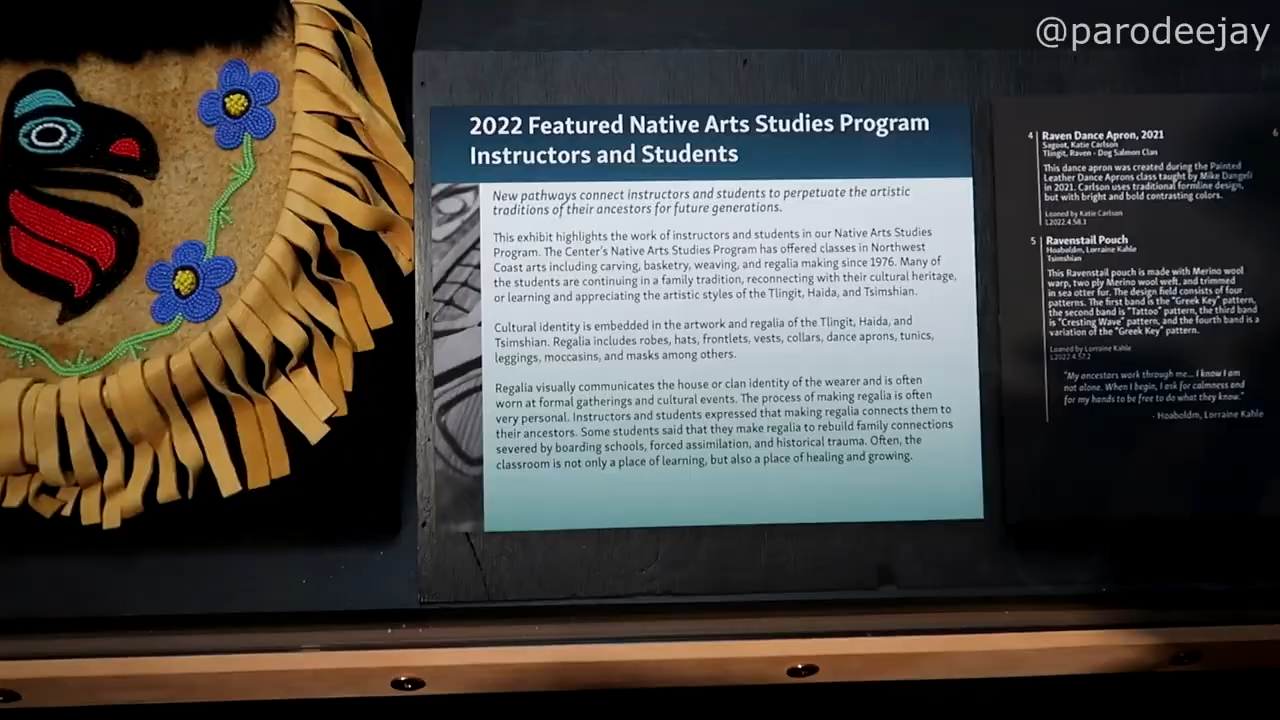 @parodeejay
2022 Featured Native Arts Studies Program
Instructors and Students
New pathways connect instructors and students to perpetuate the artistic
traditions of their ancestors for future generations.
This exhibit highlights the work of instructors and students in our Native Arts Studies
Program. The Center's Native Arts Studies Program has offered classes in Northwest
Coast arts including carving, basketry, weaving, and regalia making since 1976. Many of
the students are continuing in a family tradition, reconnecting with their cultural heritage,
or learning and appreciating the artistic styles of the Tlingit, Haida, and Tsimshian.
Cultural identity is embedded in the artwork and regalia of the Tlingit, Haida, and
Tsimshian. Regalia includes robes, hats, frontlets, vests, collars, dance aprons, tunics,
leggings, moccasins, and masks among others.
Regalia visually communicates the house or clan identity of the wearer and is often
worn at formal gatherings and cultural events. The process of making regalia is often
very personal. Instructors and students expressed that making regalia connects them to
their ancestors. Some students said that they make regalia to rebuild family connections
severed by boarding schools, forced assimilation, and historical trauma. Often, the
classroom is not only a place of learning, but also a place of healing and growing.
4 Raven Dance Apron, 2021
Sagoot, Katie Carlson
Tlingit, Raven - Dog Salmon Clan
This dance apron was created during the Painted
Leather Dance Aprons class taught by Mike Dangeli
in 2021. Carlson uses traditional formline design,
but with bright and bold contrasting colors.
Loaned by Katie Carlson
L2022.4.58.1
5 Ravenstail Pouch
Hoaboldm, Lorraine Kahle
Tsimshian
This Ravenstail pouch is made with Merino wool
warp, two ply Merino wool weft, and trimmed
in sea otter fur. The design field consists of four
patterns. The first band is the "Greek Key" pattern,
the second band is "Tattoo" pattern, the third band
is "Cresting Wave" pattern, and the fourth band is a
variation of the "Greek Key" pattern.
Loaned by Lorraine Kahle
L2022.4.57.2
"My ancestors work through me... I know I am
not alone. When I begin, I ask for calmness and
for my hands to be free to do what they know."
- Hoaboldm, Lorraine Kahle